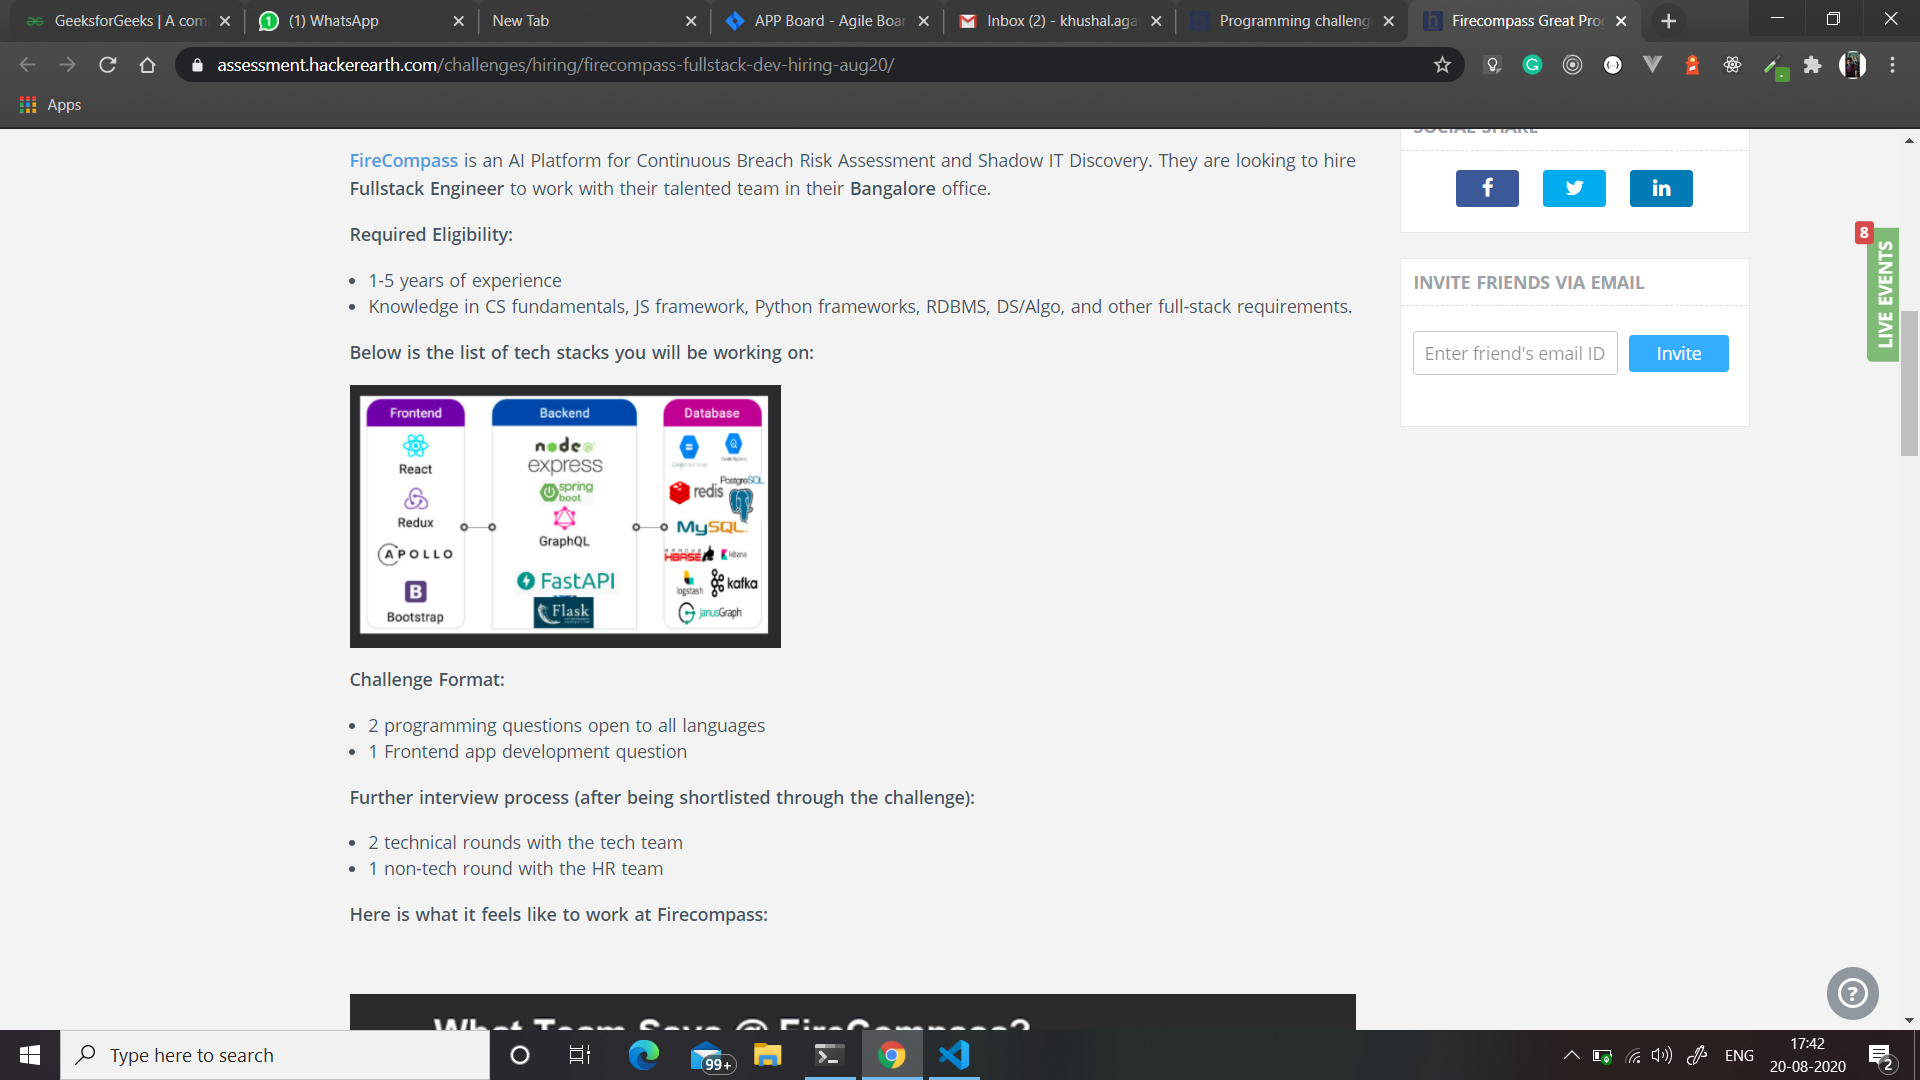 GeeksforGeeks | A com
(1) WhatsApp
New Tab
APP Board - Agile Boar
Inbox (2) - khushal.aga
Programming challeng
Firecompass Great Pro
assessment.hackerearth.com/challenges/hiring/firecompass-fullstack-dev-hiring-aug20/
Apps
SOCIAL SHARE
FireCompass is an AI Platform for Continuous Breach Risk Assessment and Shadow IT Discovery. They are looking to hire
Fullstack Engineer to work with their talented team in their Bangalore office.
Required Eligibility:
1-5 years of experience
Knowledge in CS fundamentals, JS framework, Python frameworks, RDBMS, DS/Algo, and other full-stack requirements.
Below is the list of tech stacks you will be working on:
Frontend
React
Redux
APOLLO
B
Bootstrap
Backend
node
express
spring
boot
GraphQL
FastAPI
Flask
Database
redis
PostgreSQL
MySQL
APACHE
HBASE
kibana
logstash
kafka
JanusGraph
Challenge Format:
2 programming questions open to all languages
1 Frontend app development question
Further interview process (after being shortlisted through the challenge):
2 technical rounds with the tech team
1 non-tech round with the HR team
Here is what it feels like to work at Firecompass:
What Team Says @ FireCompass?
INVITE FRIENDS VIA EMAIL
Enter friend's email ID
Invite
8
LIVE EVENTS
Type here to search
99+
ENG
17:42
20-08-2020
2